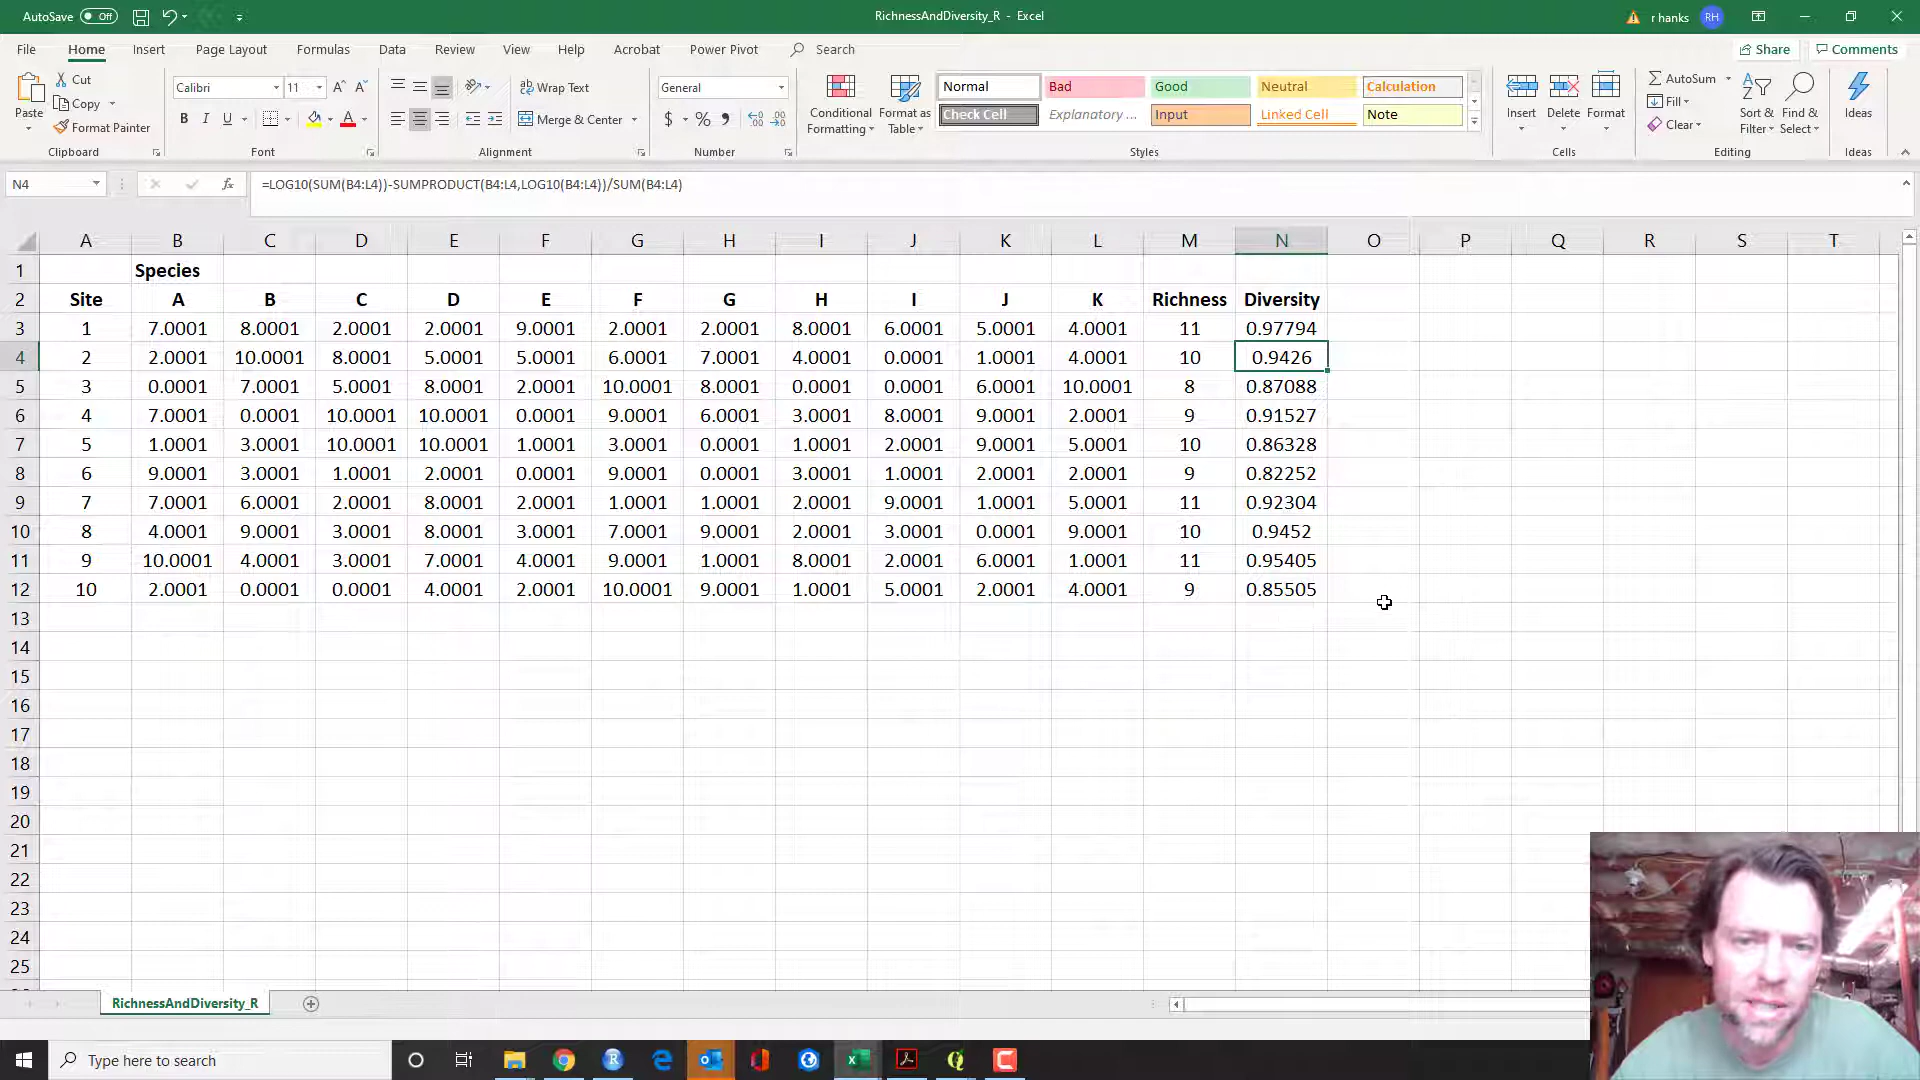 AutoSave Off RichnessAndDiversity_R - Excel r hanks RH
File Home Insert Page Layout Formulas Data Review View Help Acrobat Power Pivot Search Share Comments
Paste Cut Copy Format Painter Clipboard
Calibri 11 B I U A Font
Wrap Text Merge & Center Alignment
General $ % Number
Conditional Formatting Format as Table Normal Bad Good Neutral Calculation
Check Cell Explanatory ... Input Linked Cell Note Styles
Insert Delete Format Cells
AutoSum Fill Clear Sort & Filter Find & Select Editing
Ideas Ideas
N4 fx =LOG10(SUM(B4:L4))-SUMPRODUCT(B4:L4,LOG10(B4:L4))/SUM(B4:L4)
A B C D E F G H I J K L M N O P Q R S T
1 Species
2 Site A B C D E F G H I J K Richness Diversity
3 1 7.0001 8.0001 2.0001 2.0001 9.0001 2.0001 2.0001 8.0001 6.0001 5.0001 4.0001 11 0.97794
4 2 2.0001 10.0001 8.0001 5.0001 5.0001 6.0001 7.0001 4.0001 0.0001 1.0001 4.0001 10 0.9426
5 3 0.0001 7.0001 5.0001 8.0001 2.0001 10.0001 8.0001 0.0001 0.0001 6.0001 10.0001 8 0.87088
6 4 7.0001 0.0001 10.0001 10.0001 0.0001 9.0001 6.0001 3.0001 8.0001 9.0001 2.0001 9 0.91527
7 5 1.0001 3.0001 10.0001 10.0001 1.0001 3.0001 0.0001 1.0001 2.0001 9.0001 5.0001 10 0.86328
8 6 9.0001 3.0001 1.0001 2.0001 0.0001 9.0001 0.0001 3.0001 1.0001 2.0001 2.0001 9 0.82252
9 7 7.0001 6.0001 2.0001 8.0001 2.0001 1.0001 1.0001 2.0001 9.0001 1.0001 5.0001 11 0.92304
10 8 4.0001 9.0001 3.0001 8.0001 3.0001 7.0001 9.0001 2.0001 3.0001 0.0001 9.0001 10 0.9452
11 9 10.0001 4.0001 3.0001 7.0001 4.0001 9.0001 1.0001 8.0001 2.0001 6.0001 1.0001 11 0.95405
12 10 2.0001 0.0001 0.0001 4.0001 2.0001 10.0001 9.0001 1.0001 5.0001 2.0001 4.0001 9 0.85505
13
14
15
16
17
18
19
20
21
22
23
24
25
RichnessAndDiversity_R
Type here to search